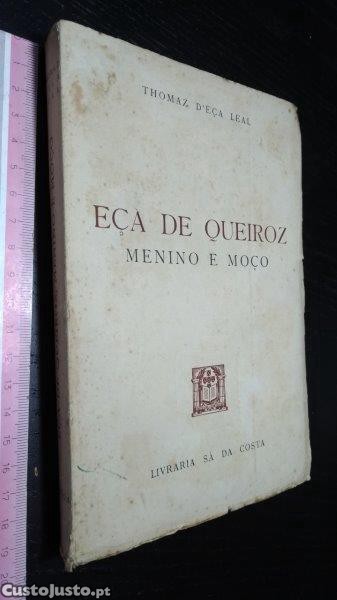 THOMAZ D'EÇA LEAL
EÇA DE QUEIROZ
MENINO E MOÇO
LIVRARIA SÁ DA COSTA
CustoJusto.pt